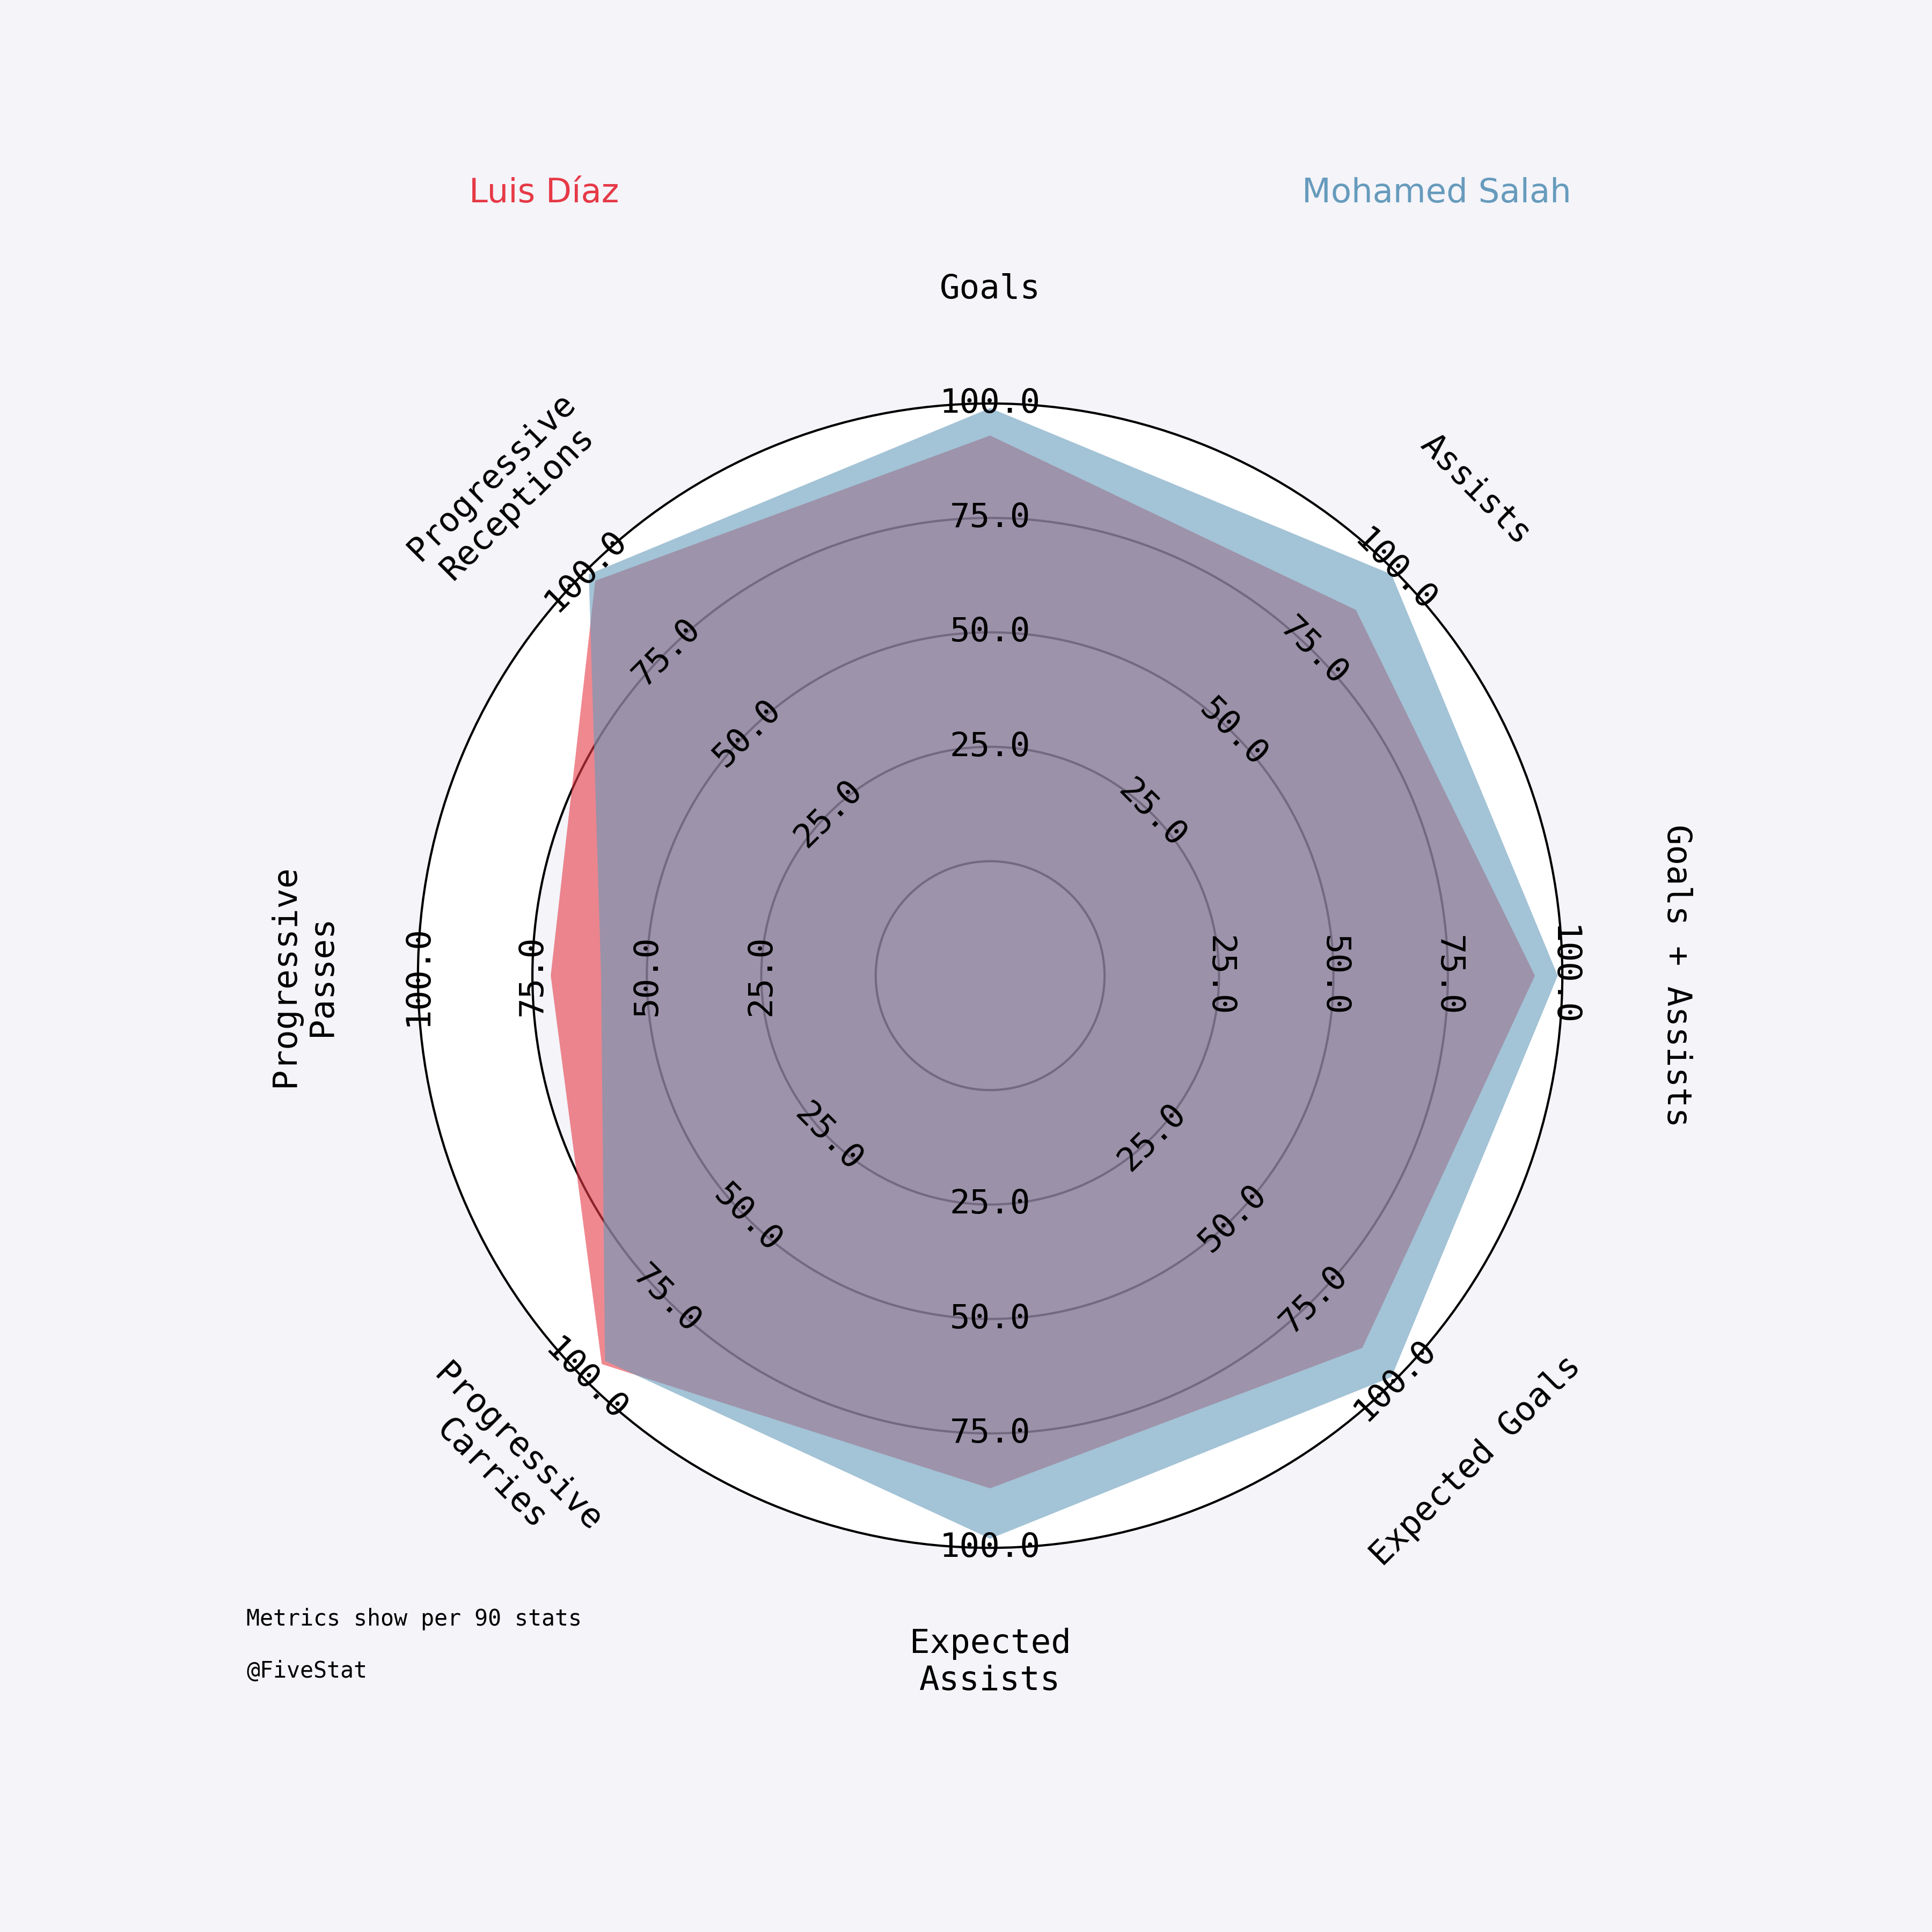 Luis Díaz
Mohamed Salah
Goals
100.0
75.0
50.0
25.0
Assists
100.0
75.0
50.0
25.0
Goals + Assists
100.0
75.0
50.0
25.0
Expected Goals
100.0
75.0
50.0
25.0
Expected
Assists
100.0
75.0
50.0
25.0
Progressive
Carries
100.0
75.0
50.0
25.0
Progressive
Passes
100.0
75.0
50.0
25.0
Progressive
Receptions
100.0
75.0
50.0
25.0
Metrics show per 90 stats
@FiveStat